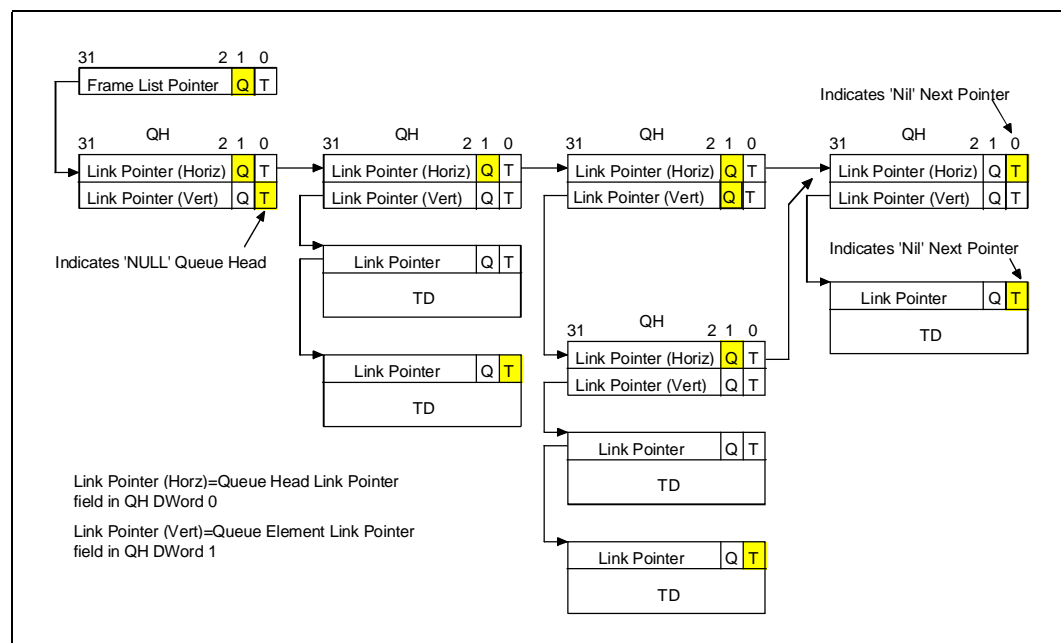 31 2 1 0
Frame List Pointer Q T
Indicates 'Nil' Next Pointer
QH QH QH QH
31 2 1 0 31 2 1 0 31 2 1 0 31 2 1 0
Link Pointer (Horiz) Q T Link Pointer (Horiz) Q T Link Pointer (Horiz) Q T Link Pointer (Horiz) Q T
Link Pointer (Vert) Q T Link Pointer (Vert) Q T Link Pointer (Vert) Q T Link Pointer (Vert) Q T
Indicates 'NULL' Queue Head
Link Pointer Q T
TD
Indicates 'Nil' Next Pointer
Link Pointer Q T
TD
QH
31 2 1 0
Link Pointer (Horiz) Q T
Link Pointer (Vert) Q T
Link Pointer Q T
TD
Link Pointer Q T
TD
Link Pointer Q T
TD
Link Pointer (Horz)=Queue Head Link Pointer
field in QH DWord 0
Link Pointer (Vert)=Queue Element Link Pointer
field in QH DWord 1